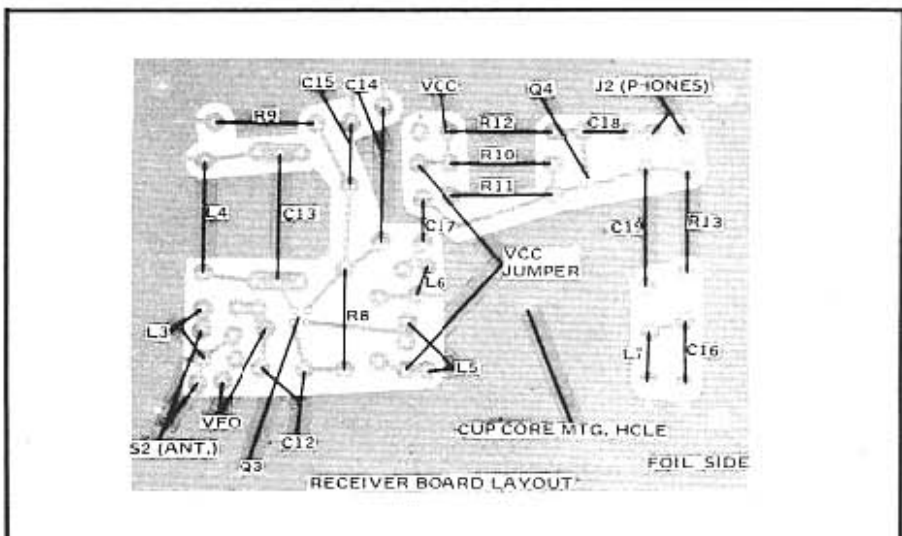 C15 C14 VCC Q4 J2 (PHONES)
R9 R12 C18
R10
R11
L4 C13 C17 C19 R13
VCC
JUMPER
L6
L3 R8
L5 L7 C16
VFO
S2 (ANT.) C12 CUP CORE MTG. HOLE
Q3 FOIL SIDE
RECEIVER BOARD LAYOUT